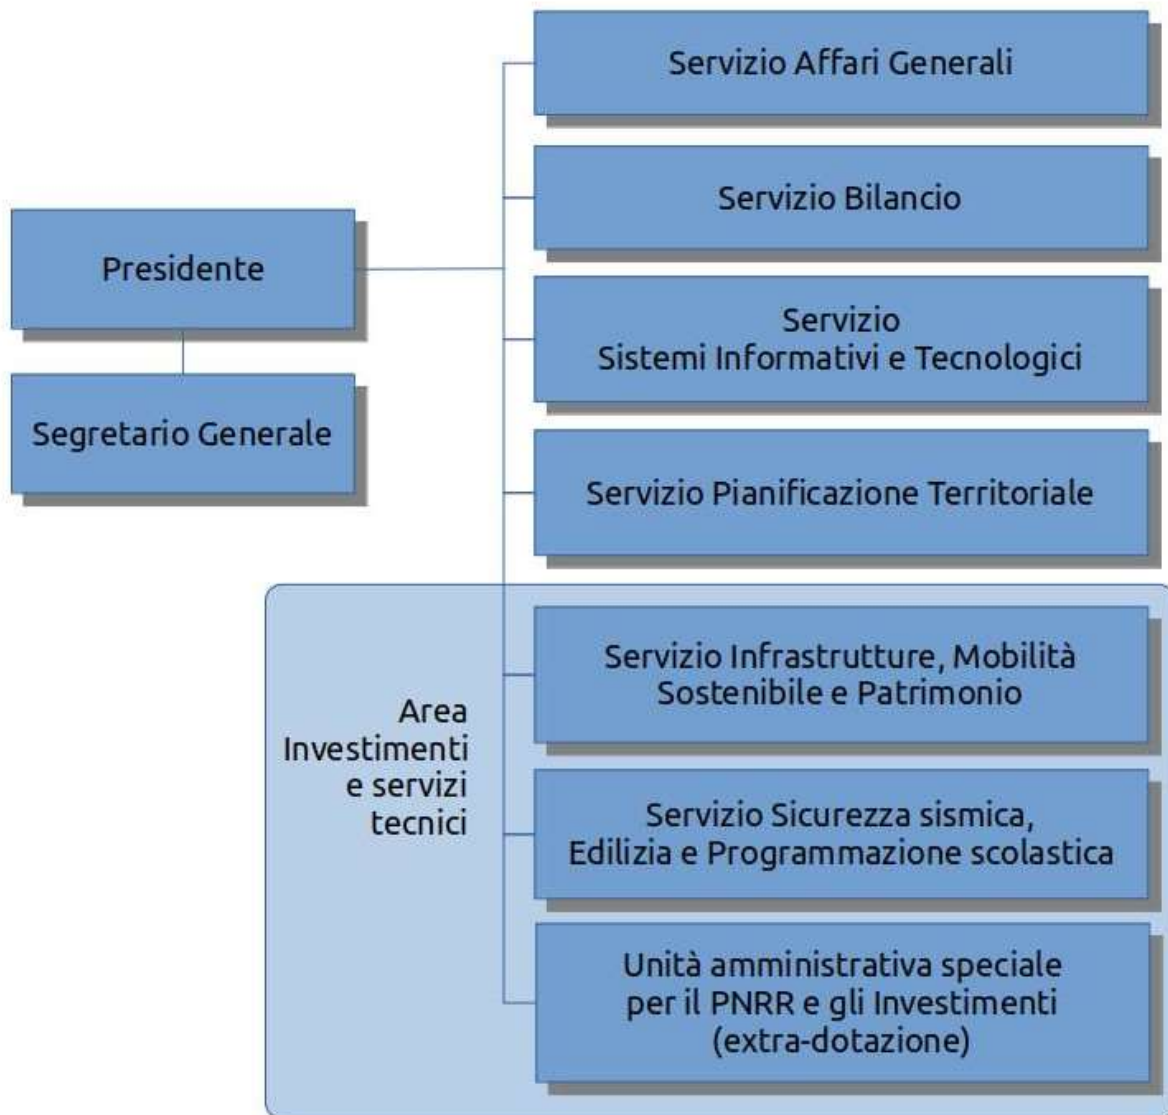 Servizio Affari Generali
Servizio Bilancio
Presidente
Servizio
Sistemi Informativi e Tecnologici
Segretario Generale
Servizio Pianificazione Territoriale
Servizio Infrastrutture, Mobilità
Sostenibile e Patrimonio
Area
Investimenti
e servizi
tecnici
Servizio Sicurezza sismica,
Edilizia e Programmazione scolastica
Unità amministrativa speciale
per il PNRR e gli Investimenti
(extra-dotazione)